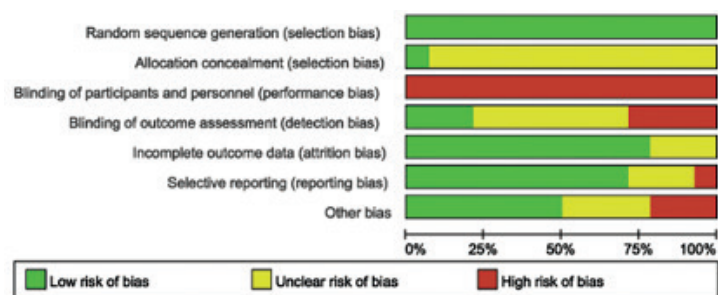 Random sequence generation (selection bias)
Allocation concealment (selection bias)
Blinding of participants and personnel (performance bias)
Blinding of outcome assessment (detection bias)
Incomplete outcome data (attrition bias)
Selective reporting (reporting bias)
Other bias
0% 25% 50% 75% 100%
Low risk of bias Unclear risk of bias High risk of bias